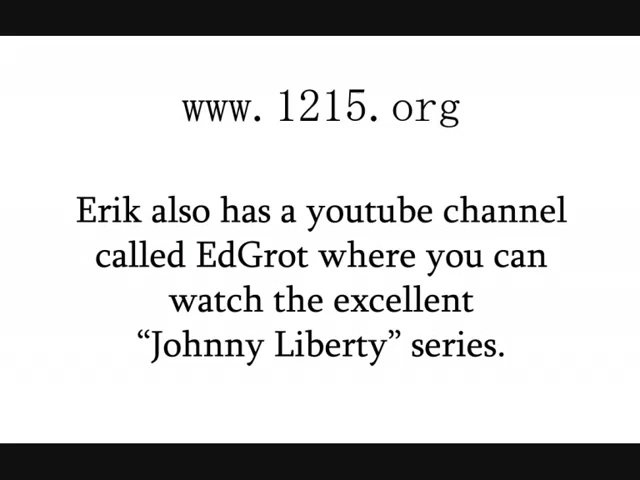 www.1215.org
Erik also has a youtube channel
called EdGrot where you can
watch the excellent
“Johnny Liberty” series.